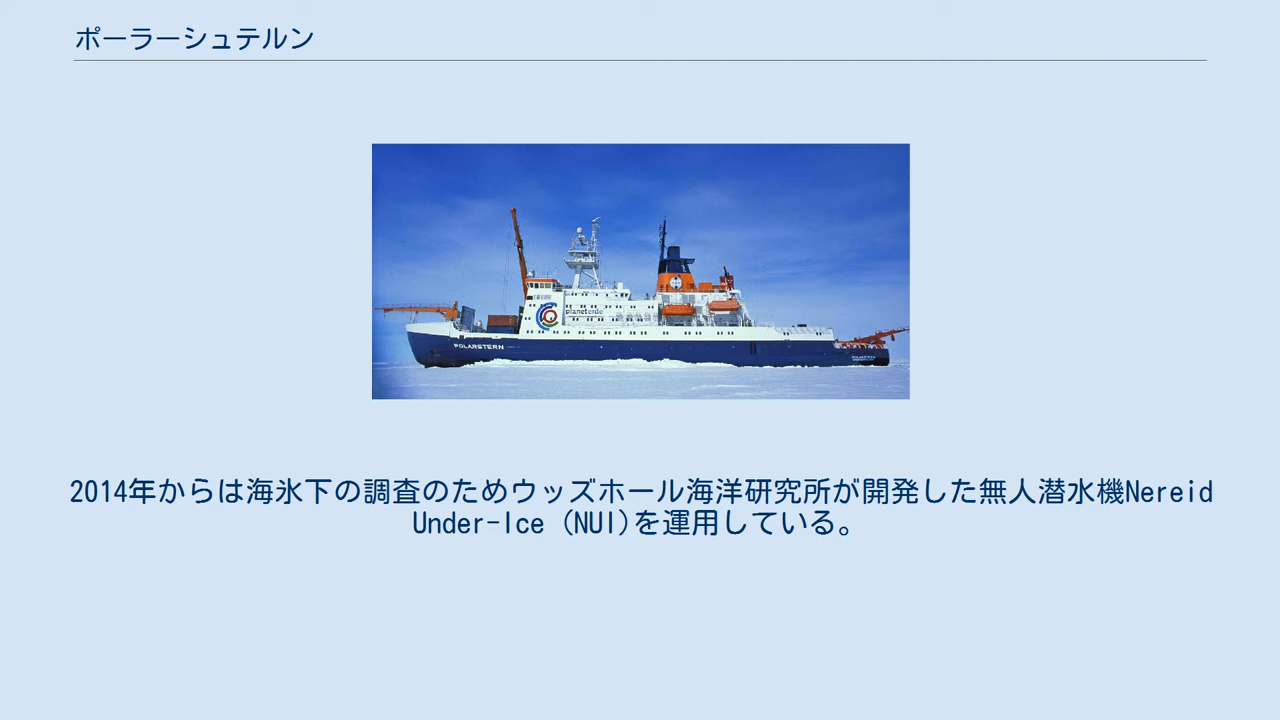 ポーラーシュテルン
planeterde
POLARSTERN
2014年からは海氷下の調査のためウッズホール海洋研究所が開発した無人潜水機Nereid
Under-Ice (NUI)を運用している。